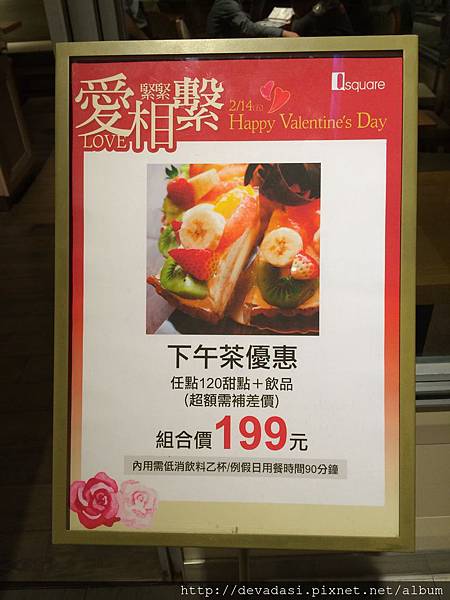 愛相繫
緊緊
LOVE
2/14(日)
Happy Valentine's Day
Qsquare
下午茶優惠
任點120甜點＋飲品
(超額需補差價)
組合價199元
內用需低消飲料乙杯/例假日用餐時間90分鐘
http://devadasi.pixnet.net/album